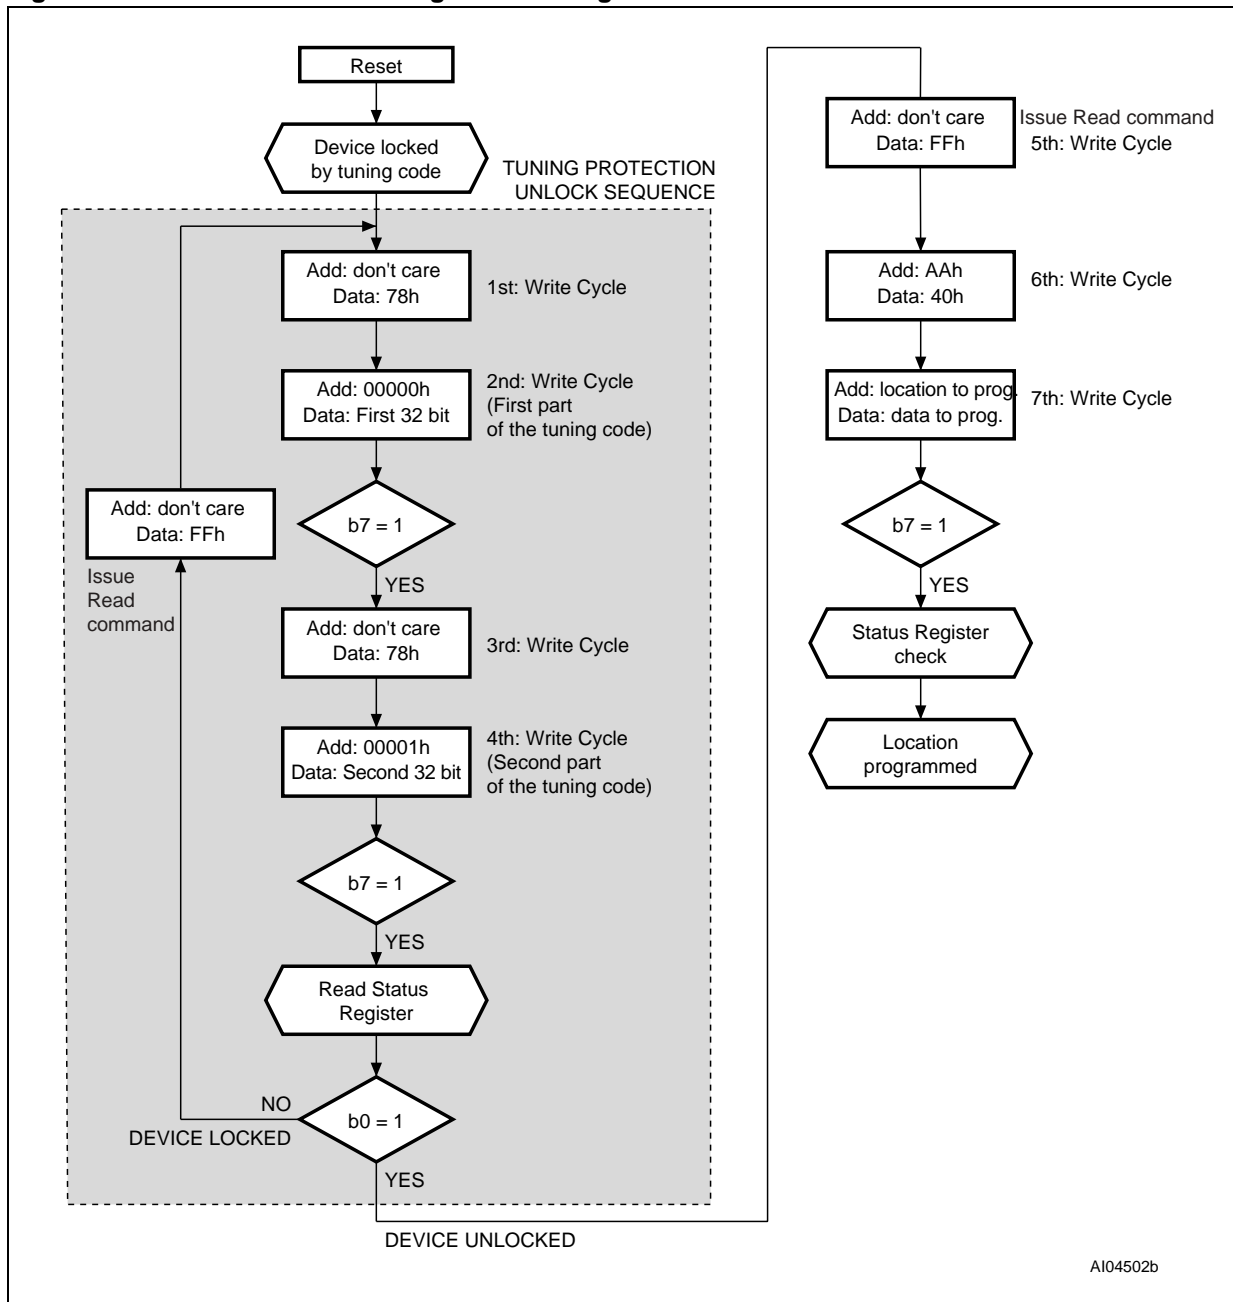 Reset
Device locked
by tuning code
TUNING PROTECTION
UNLOCK SEQUENCE
Add: don't care
Data: 78h
1st: Write Cycle
Add: 00000h
Data: First 32 bit
2nd: Write Cycle
(First part
of the tuning code)
b7 = 1
YES
Add: don't care
Data: FFh
Issue
Read
command
Add: don't care
Data: 78h
3rd: Write Cycle
Add: 00001h
Data: Second 32 bit
4th: Write Cycle
(Second part
of the tuning code)
b7 = 1
YES
Read Status
Register
b0 = 1
NO
DEVICE LOCKED
YES
DEVICE UNLOCKED
Add: don't care
Data: FFh
Issue Read command
5th: Write Cycle
Add: AAh
Data: 40h
6th: Write Cycle
Add: location to prog.
Data: data to prog.
7th: Write Cycle
b7 = 1
YES
Status Register
check
Location
programmed
AI04502b